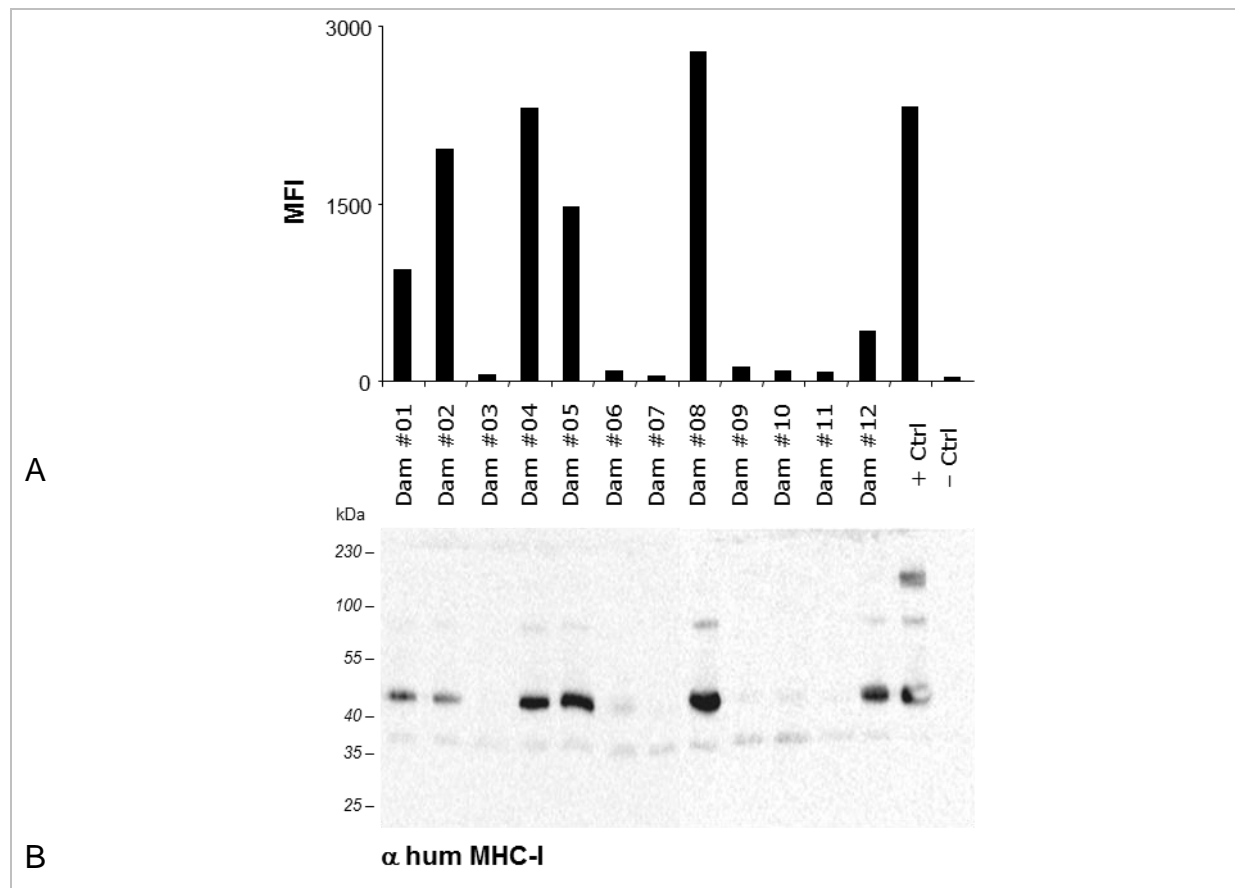 3000
MFI
1500
0
Dam #01
Dam #02
Dam #03
Dam #04
Dam #05
Dam #06
Dam #07
Dam #08
Dam #09
Dam #10
Dam #11
Dam #12
+ Ctrl
− Ctrl
A
kDa
230 –
100 –
55 –
40 –
35 –
25 –
B
α hum MHC-I